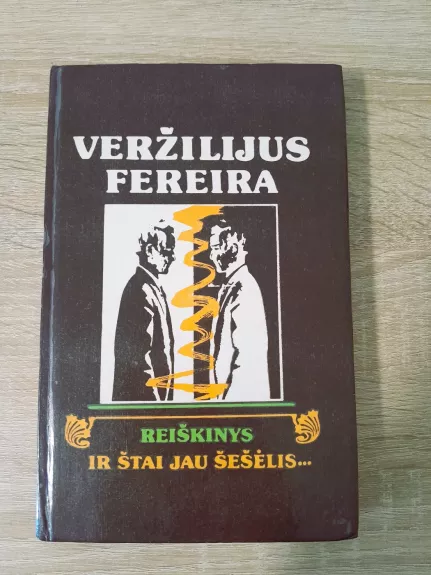 VERŽILIJUS
FEREIRA
REIŠKINYS
IR ŠTAI JAU ŠEŠĖLIS...